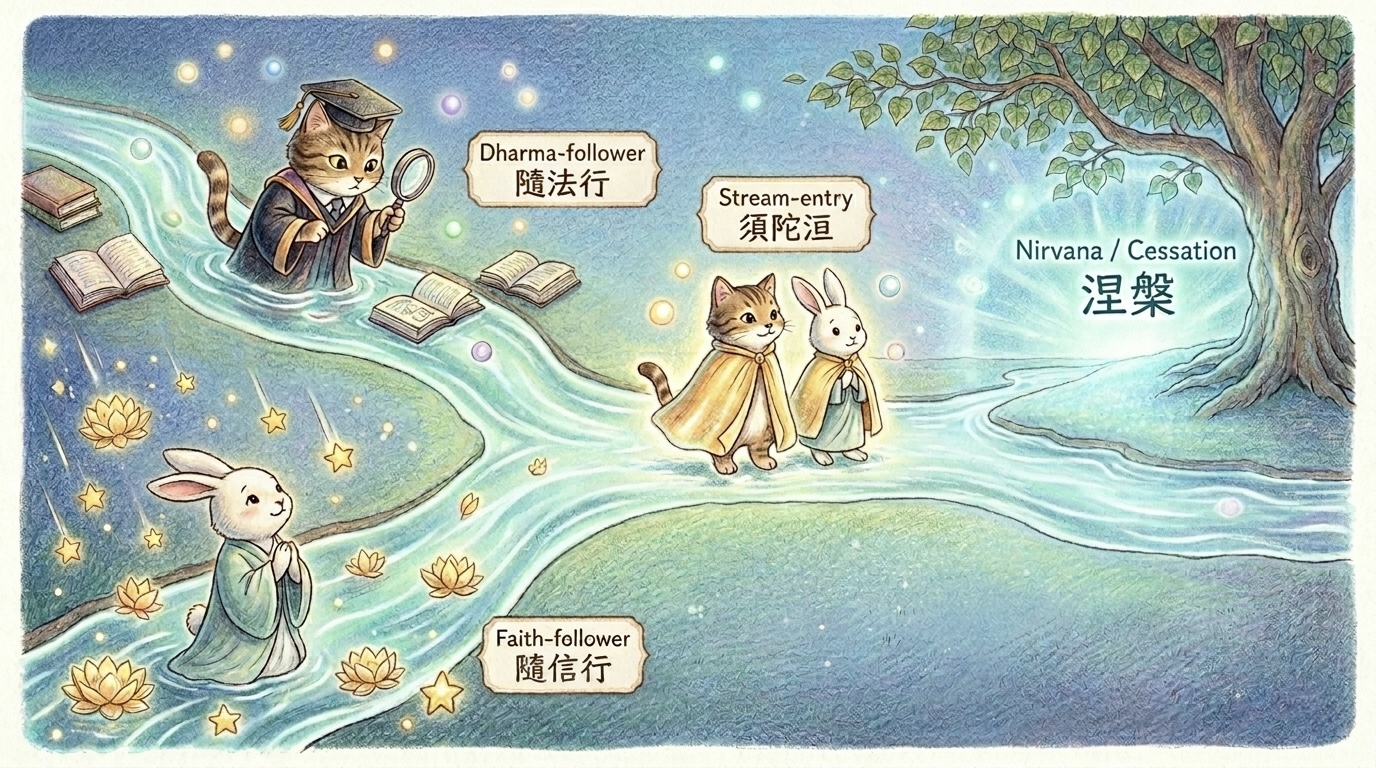 Dharma-follower
隨法行
Stream-entry
須陀洹
Nirvana / Cessation
涅槃
Faith-follower
隨信行